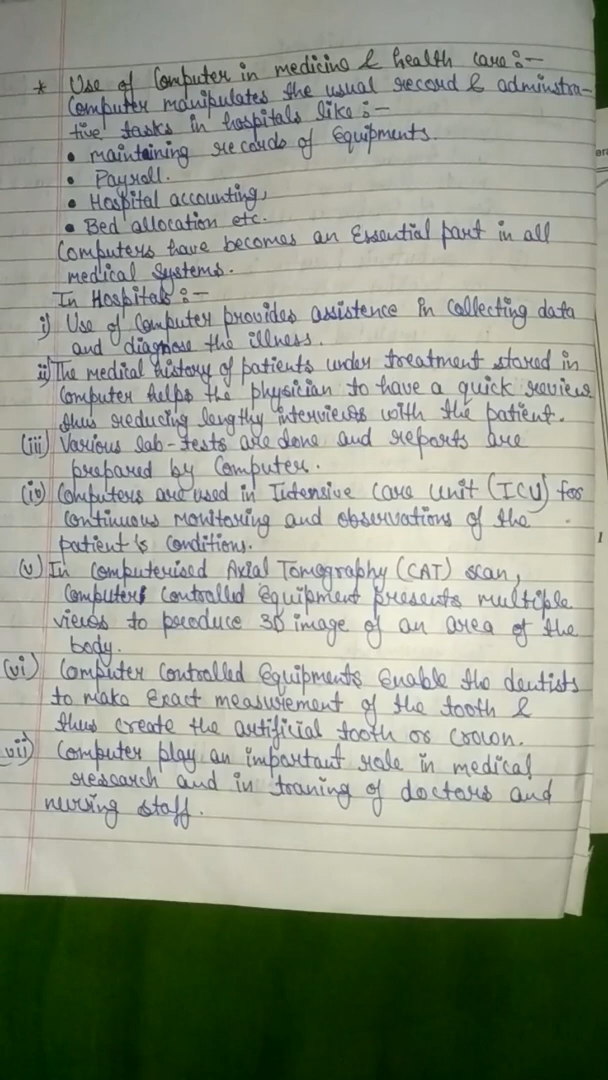 * Use of Computer in medicine & health care :-
Computer manipulates the usual record & adminstra-
tive tasks in hospitals like :-
• maintaining records of Equipments.
• Payroll.
• Hospital accounting,
• Bed allocation etc.
Computers have becomes an Essential part in all
medical Systems.
In Hospitals :-
i) Use of Computer provides assistence in Collecting data
and diagnose the illness.
ii) The medical history of patients under treatment stored in
Computer helps the physician to have a quick review
thus reducing lengthy interviews with the patient.
(iii) Various lab-tests are done and reports are
prepared by Computer.
(iv) Computers are used in Intensive Care Unit (ICU) for
Continuous Monitoring and observations of the
patient's Conditions.
(v) In Computerised Axial Tomography (CAT) scan,
Computers Controlled Equipment presents multiple
views to produce 3D image of an area of the
body.
(vi) Computer Controlled Equipments Enable the dentists
to make Exact measurement of the tooth &
thus create the artificial tooth or crown.
vii) Computer play an important role in medical
research and in traning of doctors and
nursing staff.
1